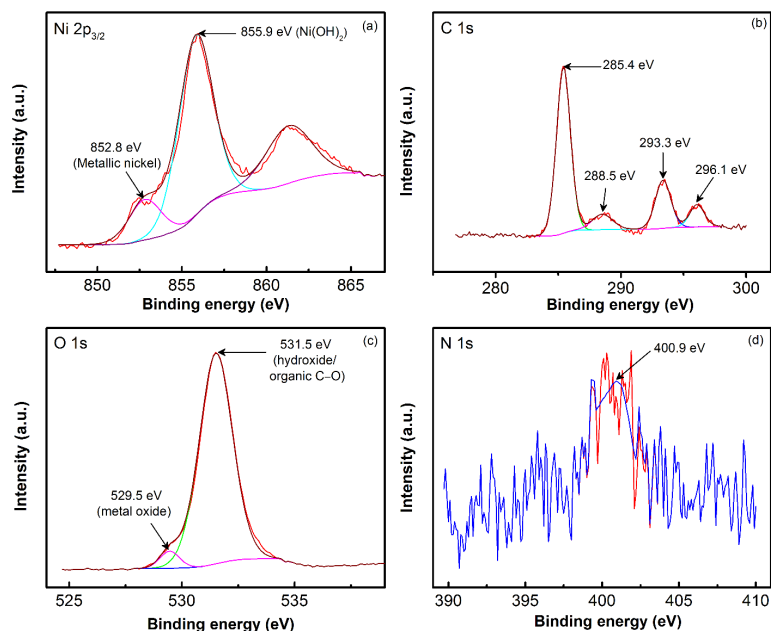 Ni 2p3/2
(a)
855.9 eV (Ni(OH)2)
852.8 eV
(Metallic nickel)
Intensity (a.u.)
850 855 860 865
Binding energy (eV)
C 1s
(b)
285.4 eV
293.3 eV
288.5 eV
296.1 eV
Intensity (a.u.)
280 290 300
Binding energy (eV)
O 1s
(c)
531.5 eV
(hydroxide/
organic C–O)
529.5 eV
(metal oxide)
Intensity (a.u.)
525 530 535
Binding energy (eV)
N 1s
(d)
400.9 eV
Intensity (a.u.)
390 395 400 405 410
Binding energy (eV)